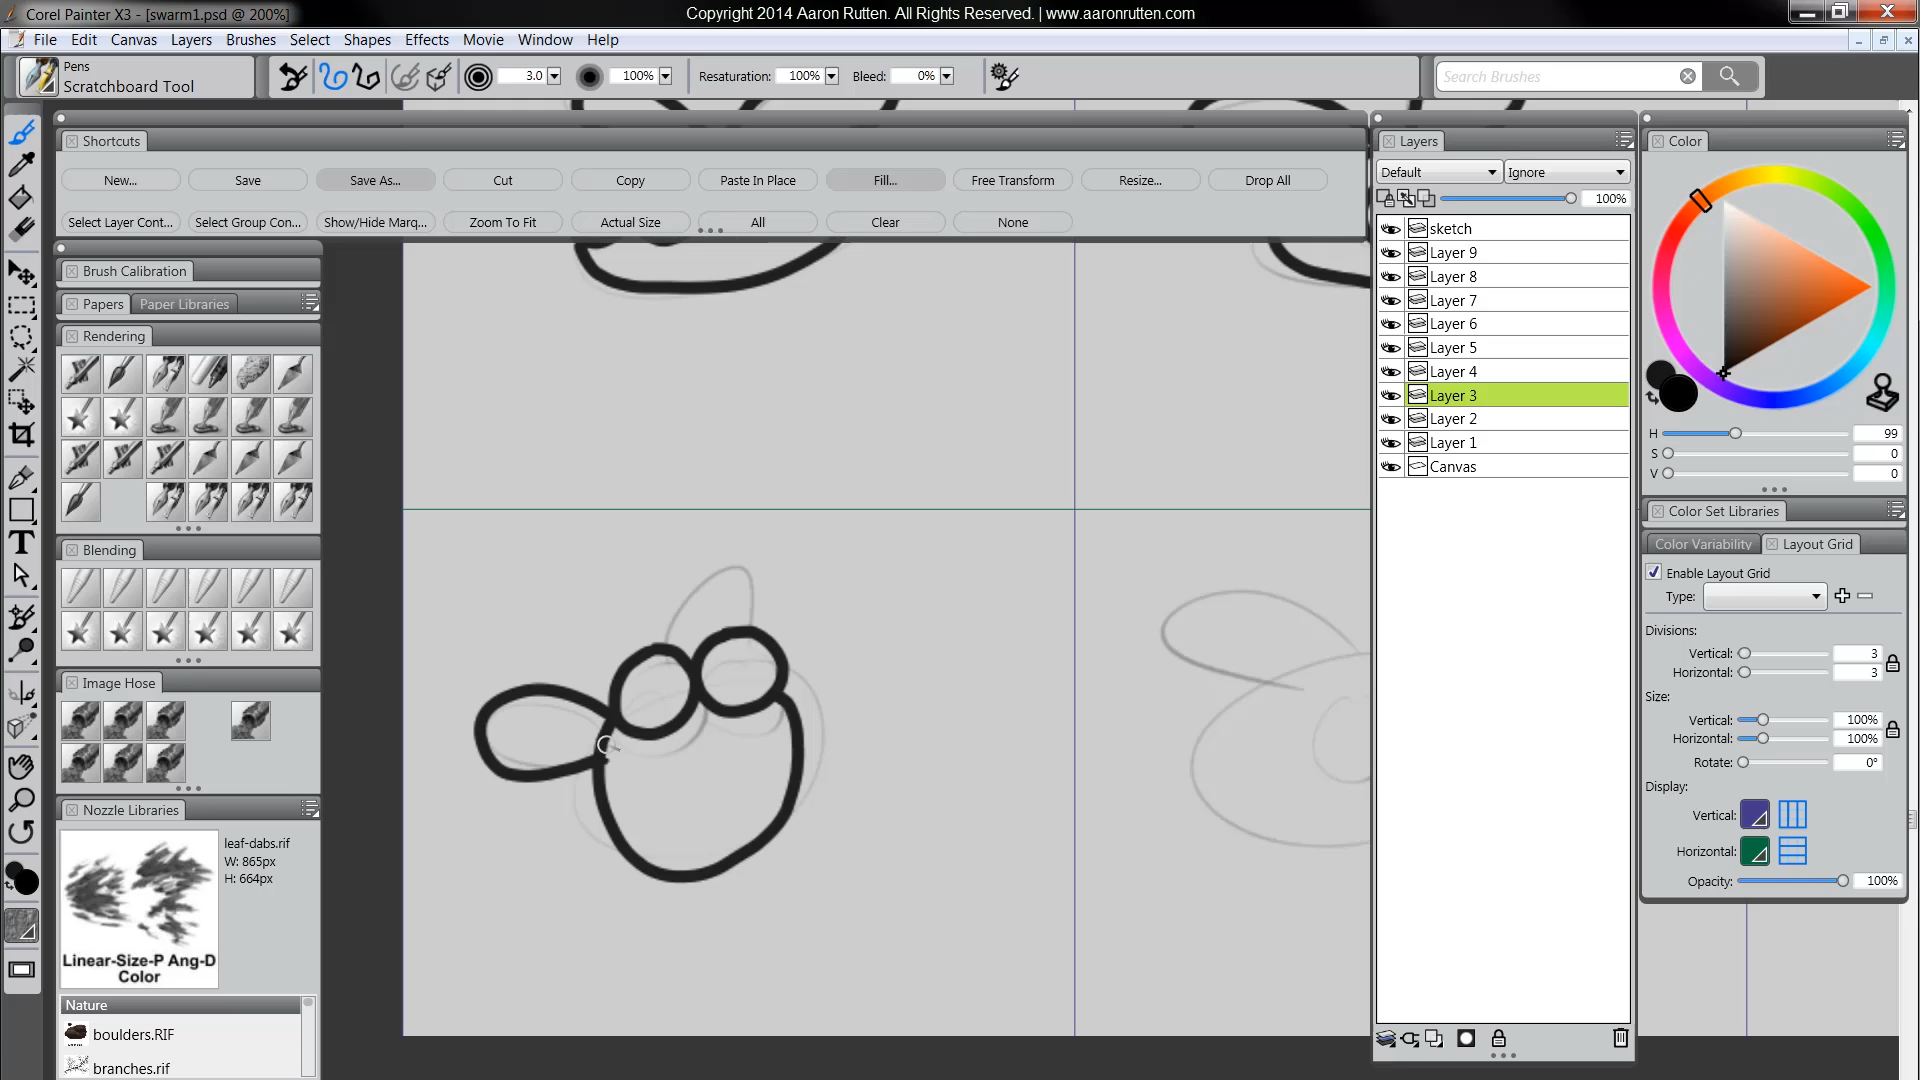 Corel Painter X3 - [swarm1.psd @ 200%]
Copyright 2014 Aaron Rutten. All Rights Reserved. | www.aaronrutten.com
File Edit Canvas Layers Brushes Select Shapes Effects Movie Window Help
Pens
Scratchboard Tool
3.0 100% Resaturation: 100% Bleed: 0%
Search Brushes
Shortcuts
New... Save Save As... Cut Copy Paste In Place Fill... Free Transform Resize... Drop All
Select Layer Cont... Select Group Con... Show/Hide Marq... Zoom To Fit Actual Size All Clear None
Brush Calibration
Papers Paper Libraries
Rendering
Blending
Image Hose
Nozzle Libraries
leaf-dabs.rif
W: 865px
H: 664px
Linear-Size-P Ang-D
Color
Nature
boulders.RIF
branches.rif
Layers
Default Ignore
100%
sketch
Layer 9
Layer 8
Layer 7
Layer 6
Layer 5
Layer 4
Layer 3
Layer 2
Layer 1
Canvas
Color
H 99
S 0
V 0
Color Set Libraries
Color Variability Layout Grid
Enable Layout Grid
Type:
Divisions:
Vertical: 3
Horizontal: 3
Size:
Vertical: 100%
Horizontal: 100%
Rotate: 0°
Display:
Vertical:
Horizontal:
Opacity: 100%